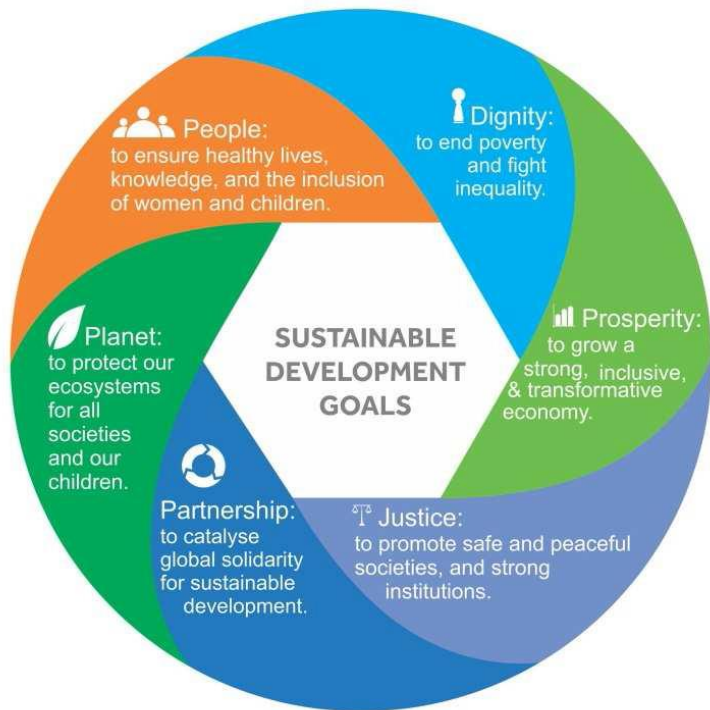 People:
to ensure healthy lives,
knowledge, and the inclusion
of women and children.
Dignity:
to end poverty
and fight
inequality.
Prosperity:
to grow a
strong, inclusive,
& transformative
economy.
Justice:
to promote safe and peaceful
societies, and strong
institutions.
Partnership:
to catalyse
global solidarity
for sustainable
development.
Planet:
to protect our
ecosystems
for all
societies
and our
children.
SUSTAINABLE
DEVELOPMENT
GOALS